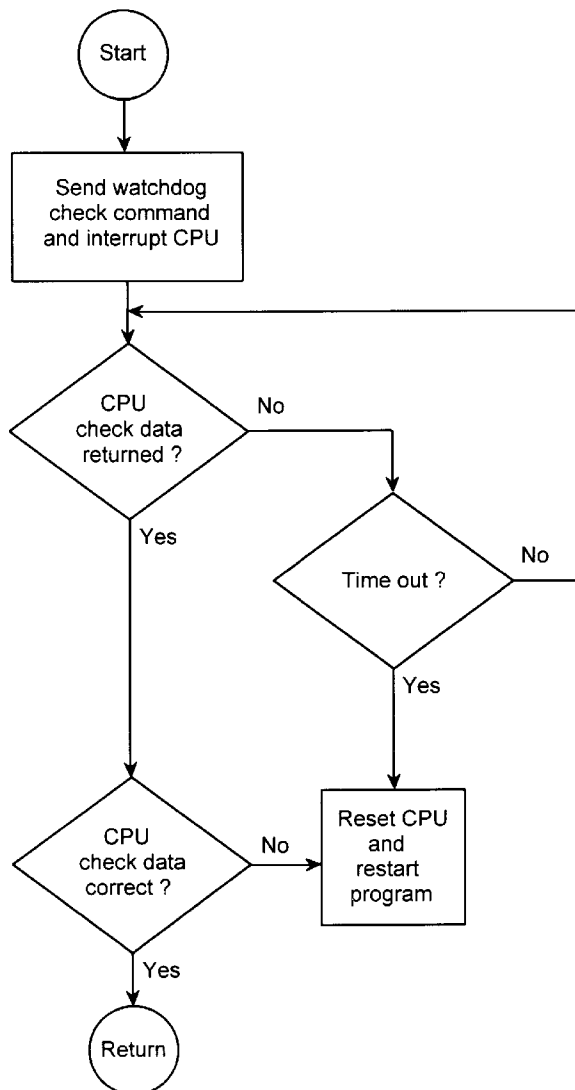 Start
Send watchdog
check command
and interrupt CPU
CPU
check data
returned ?
No
Yes
Time out ?
No
Yes
CPU
check data
correct ?
No
Reset CPU
and
restart
program
Yes
Return